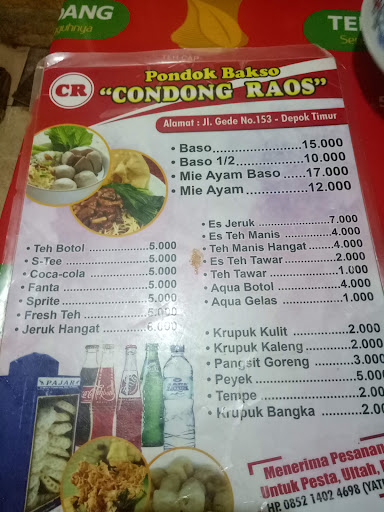 DANG
TE
CR
Pondok Bakso
"CONDONG RAOS"
Alamat : Jl. Gede No.153 - Depok Timur
• Baso 15.000
• Baso 1/2 10.000
• Mie Ayam Baso 17.000
• Mie Ayam 12.000
• Es Jeruk 7.000
• Es Teh Manis 4.000
• Teh Manis Hangat 4.000
• Es Teh Tawar 2.000
• Teh Tawar 1.000
• Aqua Botol 4.000
• Aqua Gelas 1.000
• Teh Botol 5.000
• S-Tee 5.000
• Coca-cola 5.000
• Fanta 5.000
• Sprite 5.000
• Fresh Teh 5.000
• Jeruk Hangat 6.000
• Krupuk Kulit 2.000
• Krupuk Kaleng 2.000
• Pangsit Goreng 3.000
• Peyek 5.000
• Tempe 2.00
• Krupuk Bangka 2.00
PAJAR
Menerima Pesanan
Untuk Pesta, Ultah,
HP. 0852 1402 4698 (YAT